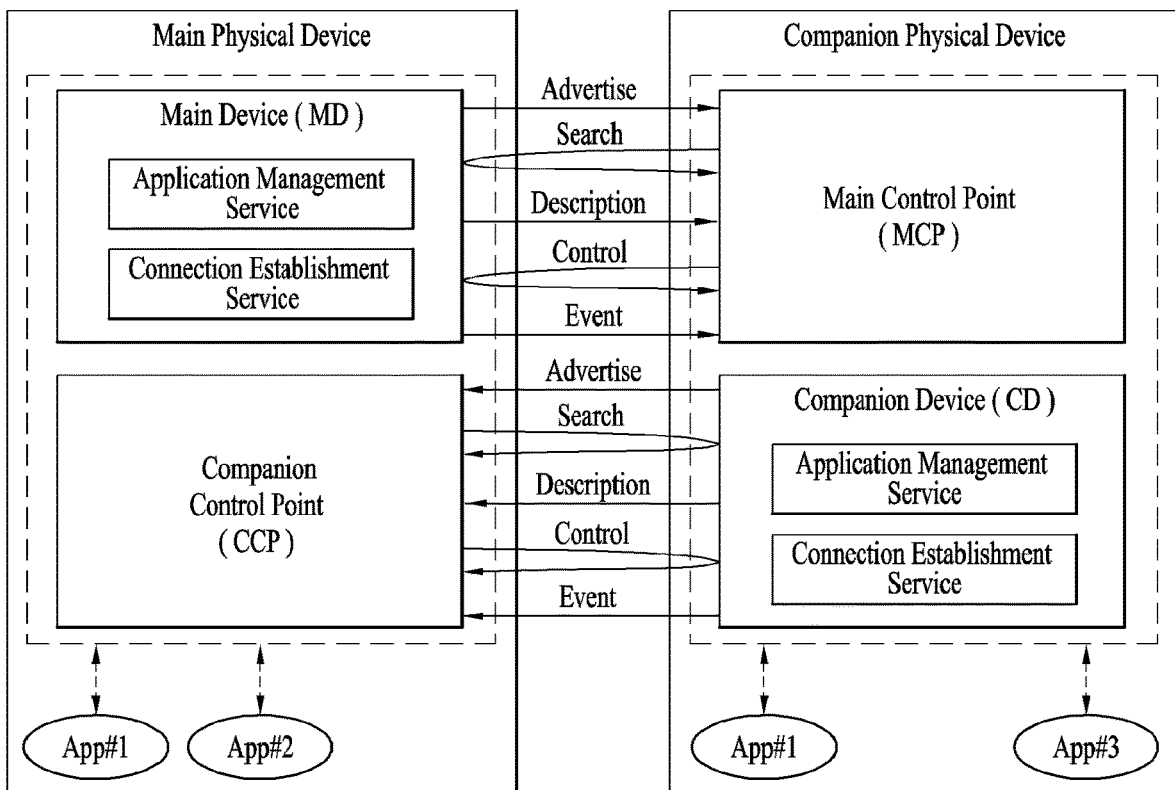 Main Physical Device
Companion Physical Device
Main Device ( MD )
Application Management
Service
Connection Establishment
Service
Advertise
Search
Description
Control
Event
Main Control Point
( MCP )
Companion
Control Point
( CCP )
Advertise
Search
Description
Control
Event
Companion Device ( CD )
Application Management
Service
Connection Establishment
Service
App#1
App#2
App#1
App#3